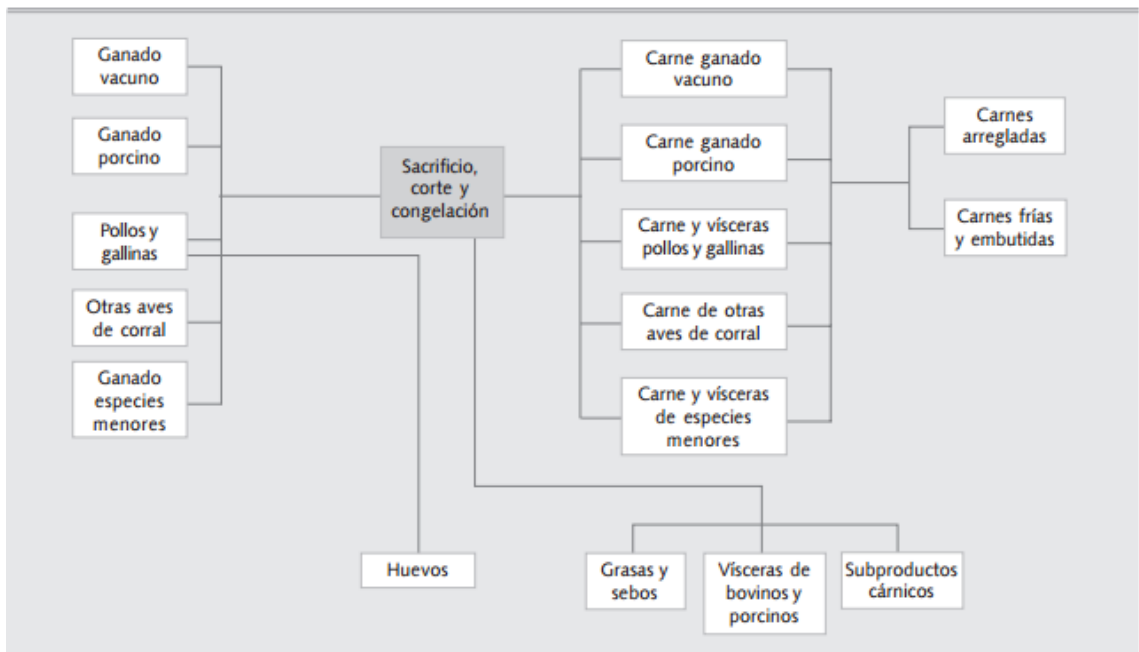 Ganado
vacuno
Ganado
porcino
Pollos y
gallinas
Otras aves
de corral
Ganado
especies
menores
Sacrificio,
corte y
congelación
Carne ganado
vacuno
Carne ganado
porcino
Carne y vísceras
pollos y gallinas
Carne de otras
aves de corral
Carne y vísceras
de especies
menores
Carnes
arregladas
Carnes frías
y embutidas
Huevos
Grasas y
sebos
Vísceras de
bovinos y
porcinos
Subproductos
cárnicos